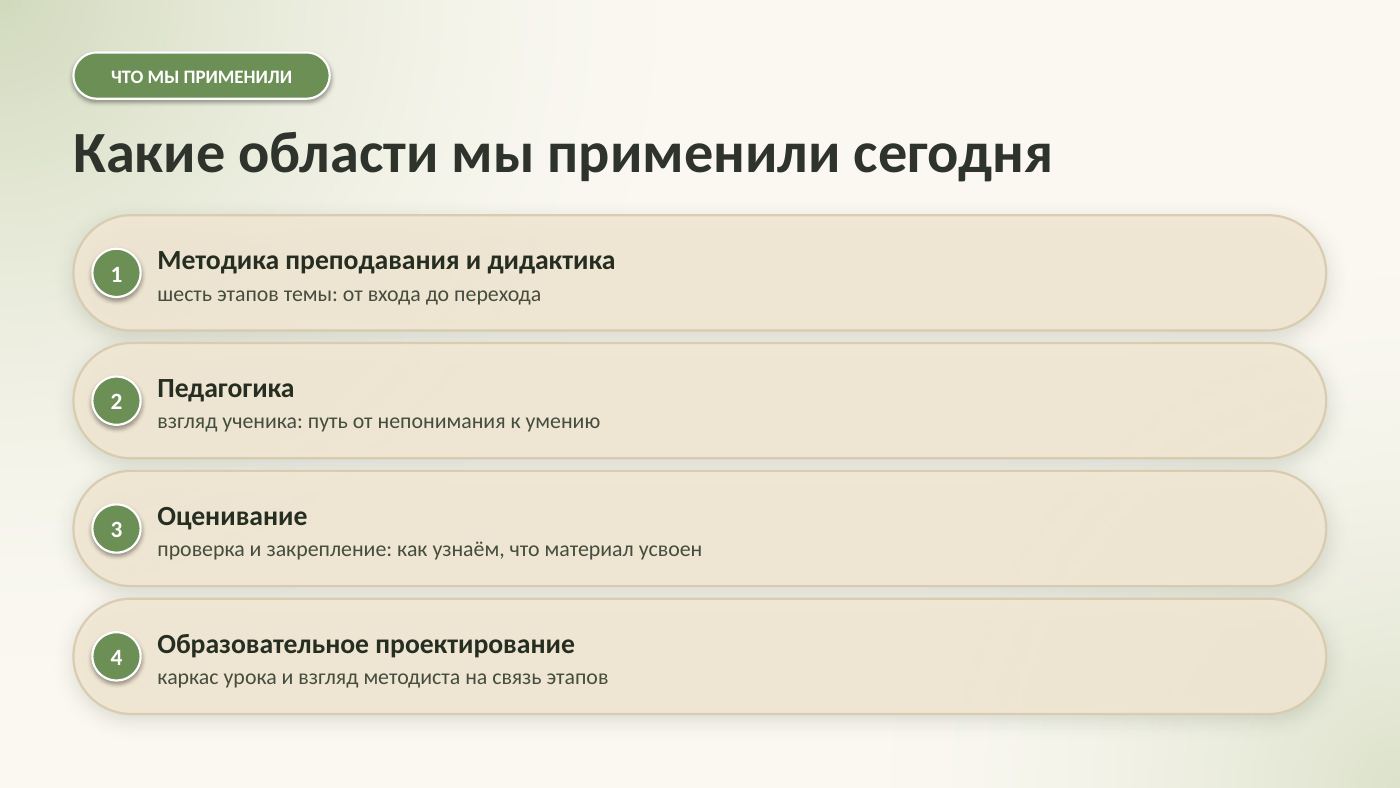 ЧТО МЫ ПРИМЕНИЛИ
Какие области мы применили сегодня
1
Методика преподавания и дидактика
шесть этапов темы: от входа до перехода
2
Педагогика
взгляд ученика: путь от непонимания к умению
3
Оценивание
проверка и закрепление: как узнаём, что материал усвоен
4
Образовательное проектирование
каркас урока и взгляд методиста на связь этапов